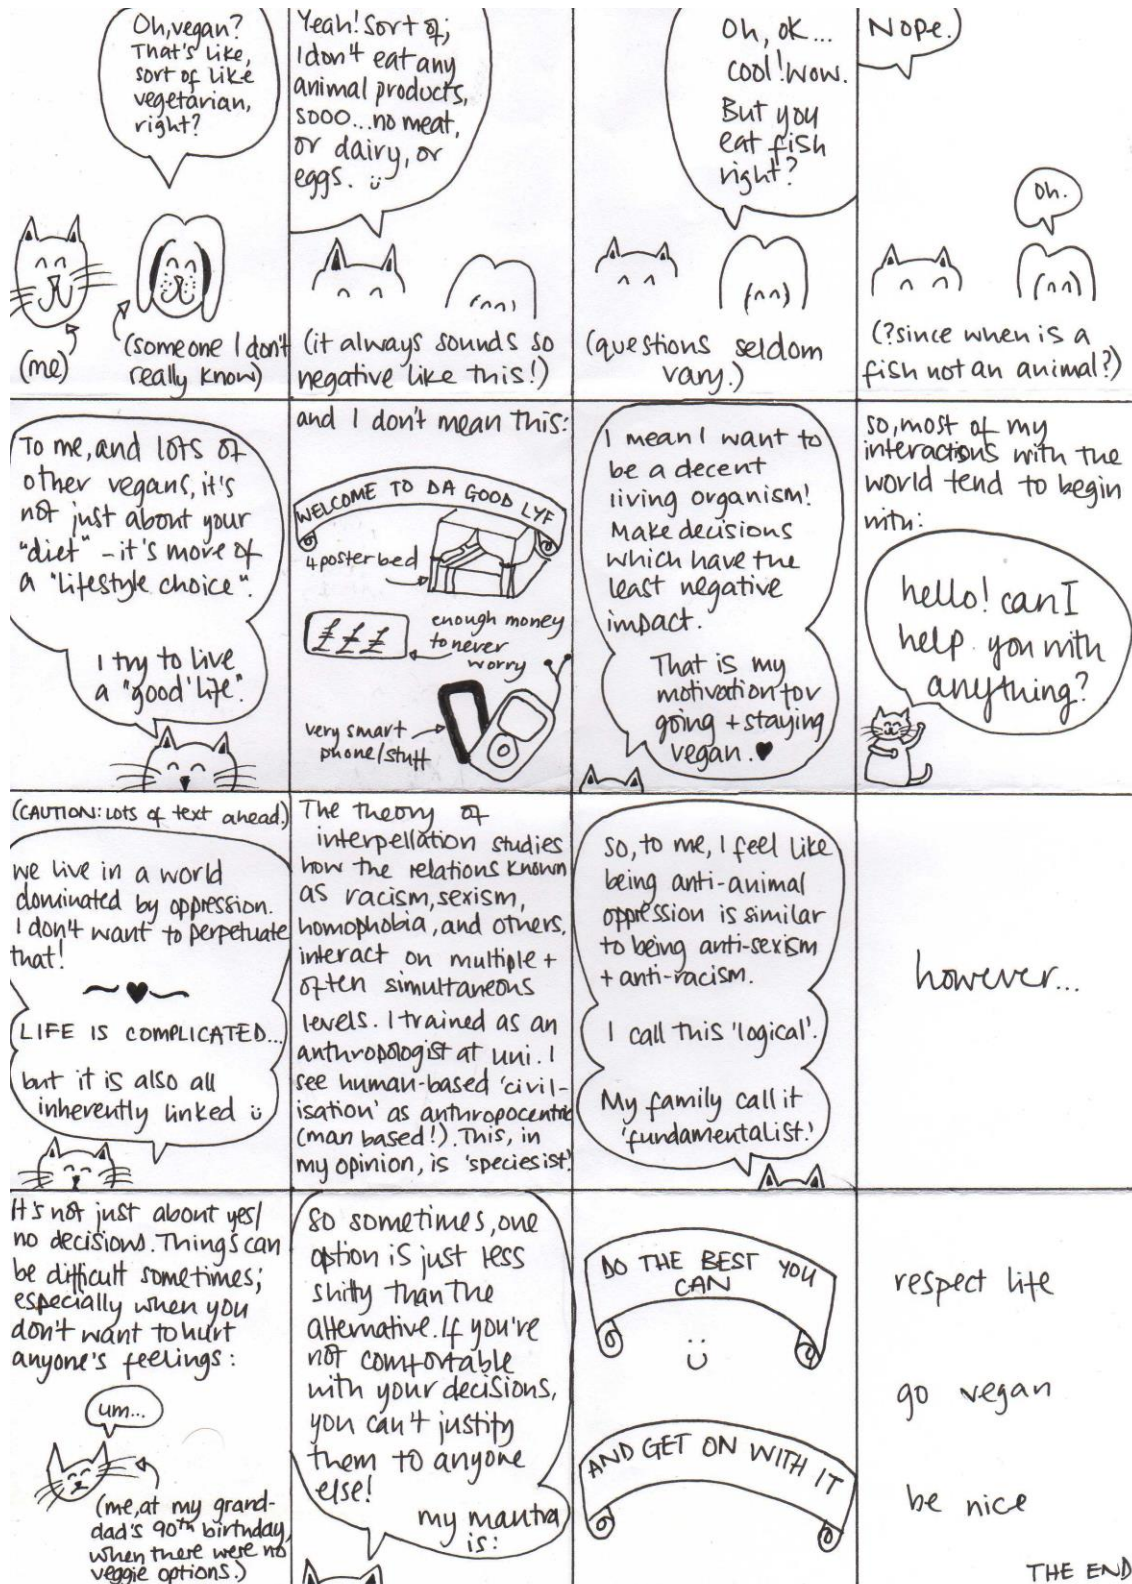 Oh, vegan?
That's like,
sort of like
vegetarian,
right?
(me)
(someone I don't
really know)
Yeah! Sort of;
I don't eat any
animal products,
sooo...no meat,
or dairy, or
eggs. ü
(it always sounds so
negative like this!)
Oh, ok...
cool! Wow.
But you
eat fish
right?
(questions seldom
vary.)
Nope.
Oh.
(?since when is a
fish not an animal?)
To me, and lots of
other vegans, it's
not just about your
"diet" - it's more of
a "lifestyle choice".
I try to live
a "good life".
and I don't mean this:
WELCOME TO DA GOOD LYF
4 poster bed
£££
enough money
to never
worry
very smart
phone/stuff
I mean I want to
be a decent
living organism!
Make decisions
which have the
least negative
impact.
That is my
motivation for
going + staying
vegan. ♥
so, most of my
interactions with the
world tend to begin
with:
hello! can I
help you with
anything?
(CAUTION: lots of text ahead.)
we live in a world
dominated by oppression.
I don't want to perpetuate
that!
~♥~
LIFE IS COMPLICATED...
but it is also all
inherently linked ü
The theory of
interpellation studies
how the relations known
as racism, sexism,
homophobia, and others,
interact on multiple +
often simultaneous
levels. I trained as an
anthropologist at uni. I
see human-based 'civil-
isation' as anthropocentric
(man based!). This, in
my opinion, is 'speciesist'.
So, to me, I feel like
being anti-animal
oppression is similar
to being anti-sexism
+ anti-racism.
I call this 'logical'.
My family call it
'fundamentalist.'
however...
It's not just about yes/
no decisions. Things can
be difficult sometimes;
especially when you
don't want to hurt
anyone's feelings:
um...
(me, at my grand-
dad's 90th birthday,
when there were no
veggie options.)
So sometimes, one
option is just less
shitty than the
alternative. If you're
not comfortable
with your decisions,
you can't justify
them to anyone
else!
my mantra
is:
DO THE BEST YOU
CAN
AND GET ON WITH IT
respect life
go vegan
be nice
THE END